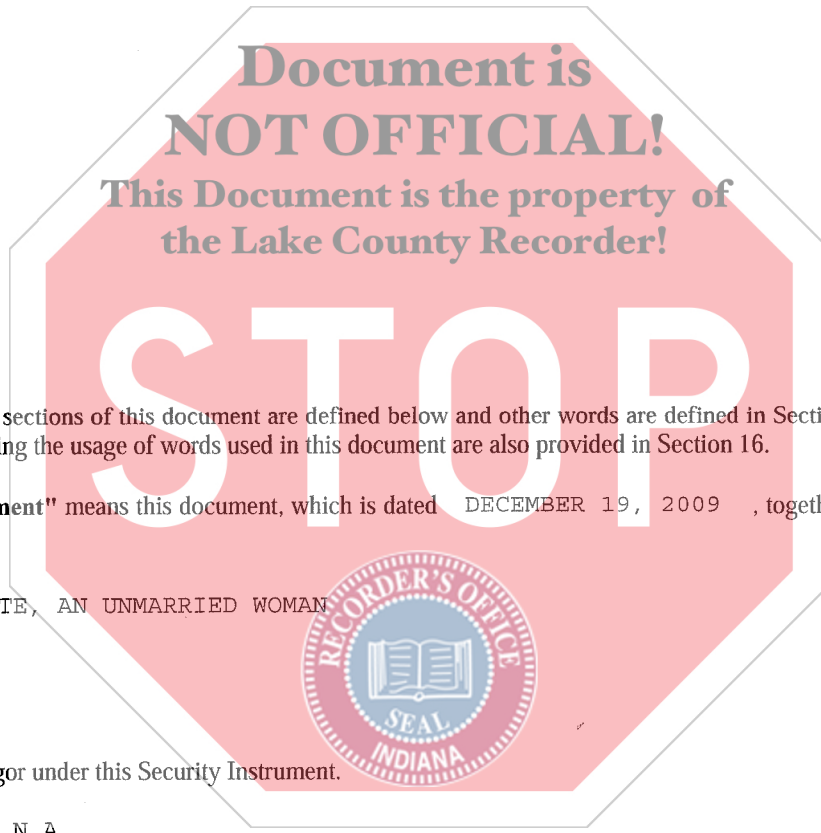 Document is
NOT OFFICIAL!
This Document is the property of
the Lake County Recorder!
STOP
sections of this document are defined below and other words are defined in Secti
ing the usage of words used in this document are also provided in Section 16.
ment" means this document, which is dated DECEMBER 19, 2009 , togeth
TE, AN UNMARRIED WOMAN
RECORDER'S OFFICE
SEAL
INDIANA
gor under this Security Instrument.
N.A.